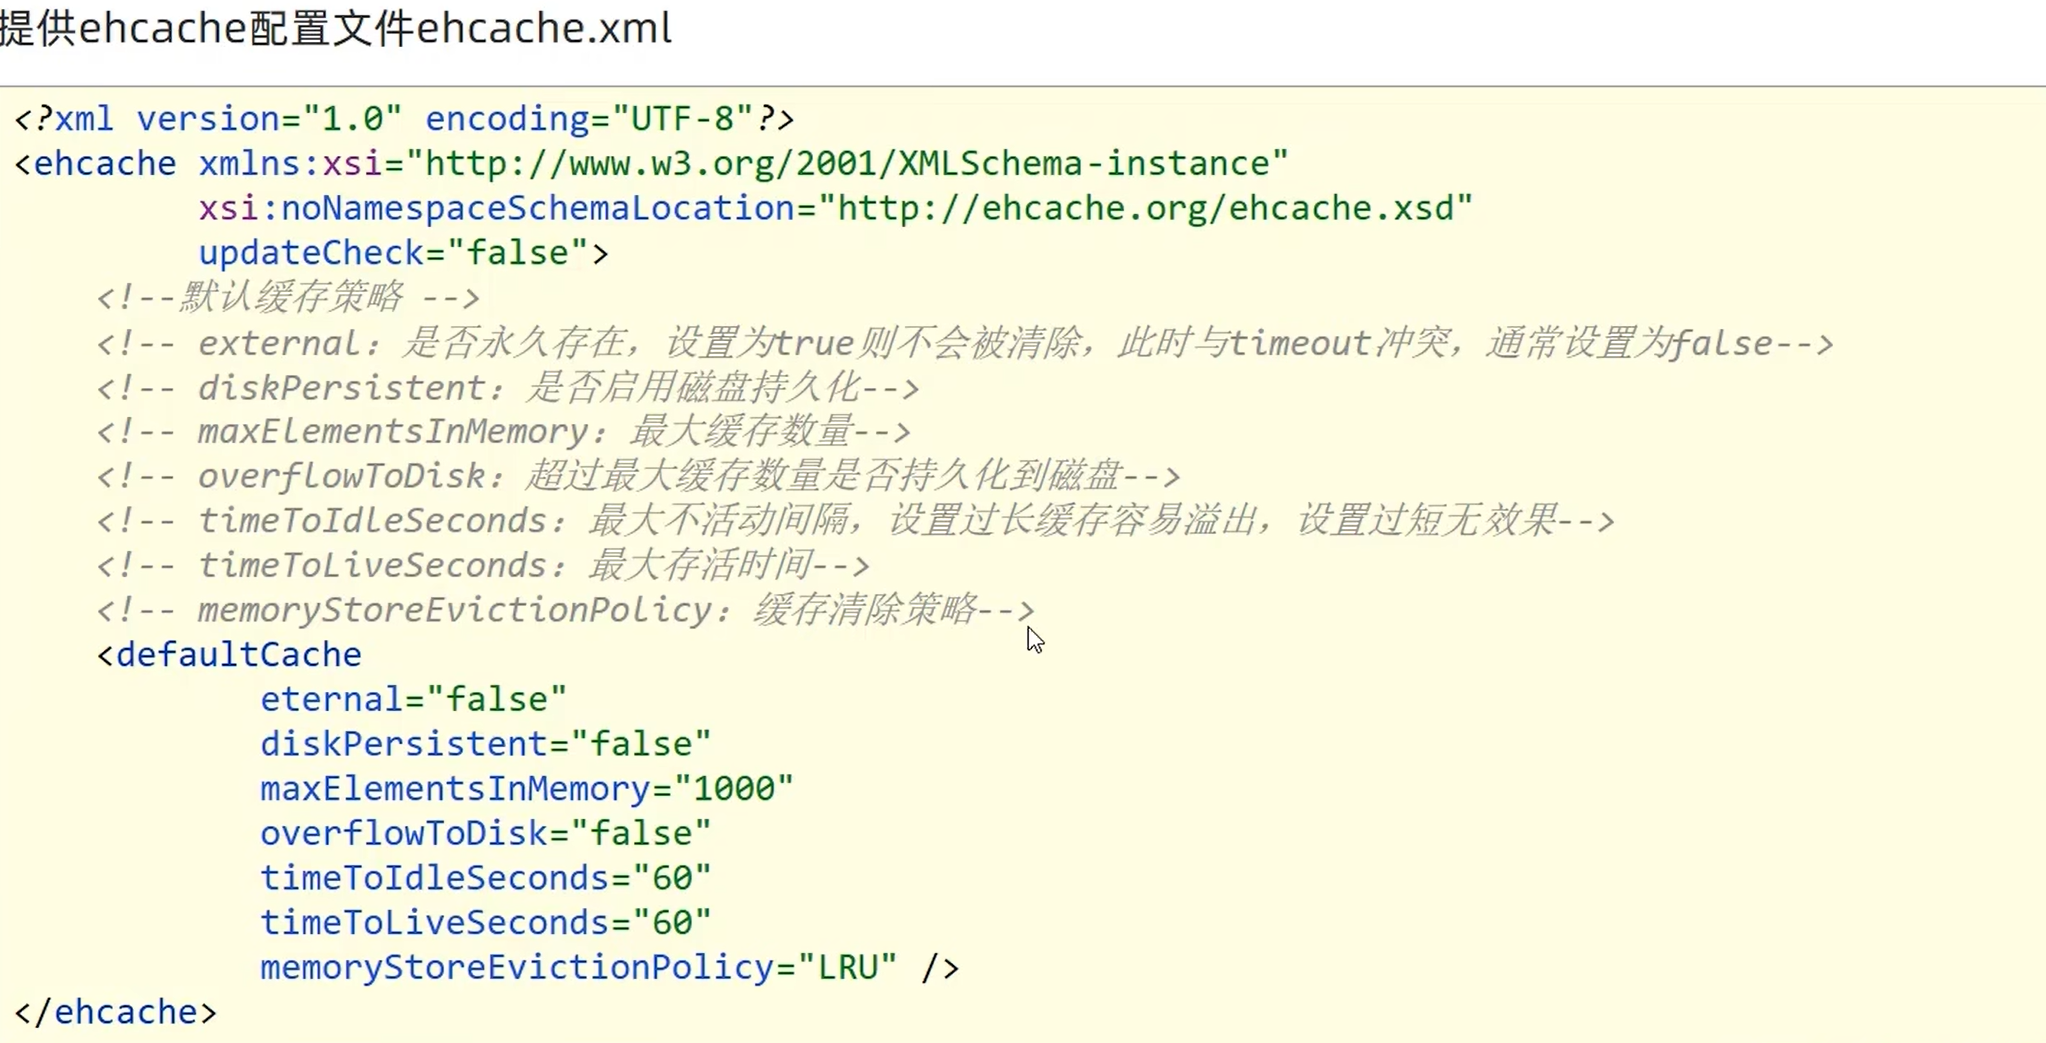 提供ehcache配置文件ehcache.xml
<?xml version="1.0" encoding="UTF-8"?>
<ehcache xmlns:xsi="http://www.w3.org/2001/XMLSchema-instance"
xsi:noNamespaceSchemaLocation="http://ehcache.org/ehcache.xsd"
updateCheck="false">
<!--默认缓存策略 -->
<!-- external：是否永久存在，设置为true则不会被清除，此时与timeout冲突，通常设置为false-->
<!-- diskPersistent：是否启用磁盘持久化-->
<!-- maxElementsInMemory：最大缓存数量-->
<!-- overflowToDisk：超过最大缓存数量是否持久化到磁盘-->
<!-- timeToIdleSeconds：最大不活动间隔，设置过长缓存容易溢出，设置过短无效果-->
<!-- timeToLiveSeconds：最大存活时间-->
<!-- memoryStoreEvictionPolicy：缓存清除策略-->
<defaultCache
eternal="false"
diskPersistent="false"
maxElementsInMemory="1000"
overflowToDisk="false"
timeToIdleSeconds="60"
timeToLiveSeconds="60"
memoryStoreEvictionPolicy="LRU" />
</ehcache>